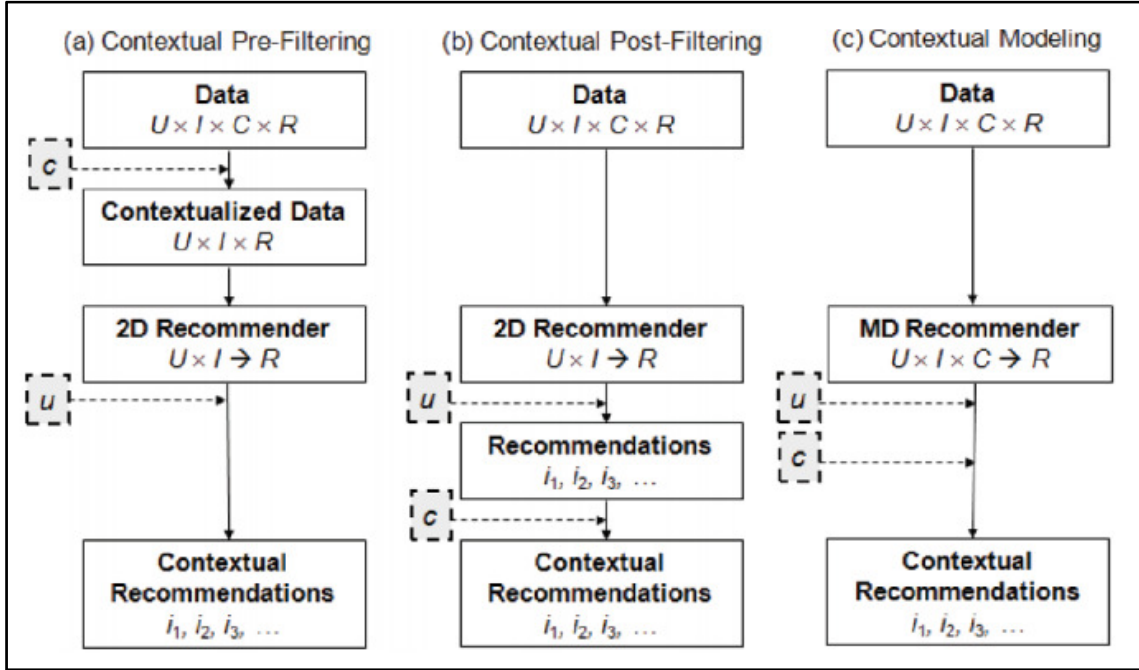 (a) Contextual Pre-Filtering
Data
U × I × C × R
c
Contextualized Data
U × I × R
2D Recommender
U × I → R
u
Contextual
Recommendations
i₁, i₂, i₃, …
(b) Contextual Post-Filtering
Data
U × I × C × R
2D Recommender
U × I → R
u
Recommendations
i₁, i₂, i₃, …
c
Contextual
Recommendations
i₁, i₂, i₃, …
(c) Contextual Modeling
Data
U × I × C × R
MD Recommender
U × I × C → R
u
c
Contextual
Recommendations
i₁, i₂, i₃, …